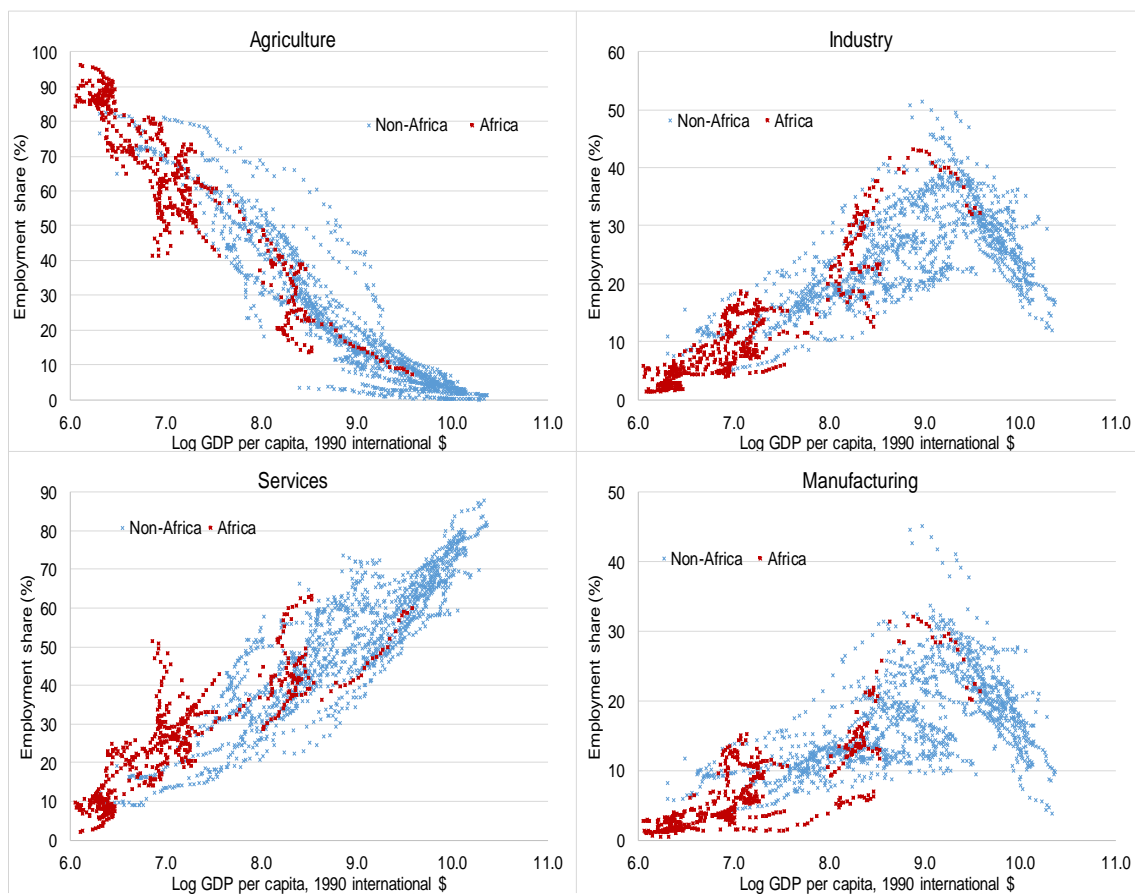 Agriculture
Employment share (%)
100
90
80
70
60
50
40
30
20
10
0
Non-Africa
Africa
6.0 7.0 8.0 9.0 10.0 11.0
Log GDP per capita, 1990 international $
Industry
Employment share (%)
60
50
40
30
20
10
0
Non-Africa
Africa
6.0 7.0 8.0 9.0 10.0 11.0
Log GDP per capita, 1990 international $
Services
Employment share (%)
90
80
70
60
50
40
30
20
10
0
Non-Africa
Africa
6.0 7.0 8.0 9.0 10.0 11.0
Log GDP per capita, 1990 international $
Manufacturing
Employment share (%)
50
40
30
20
10
0
Non-Africa
Africa
6.0 7.0 8.0 9.0 10.0 11.0
Log GDP per capita, 1990 international $